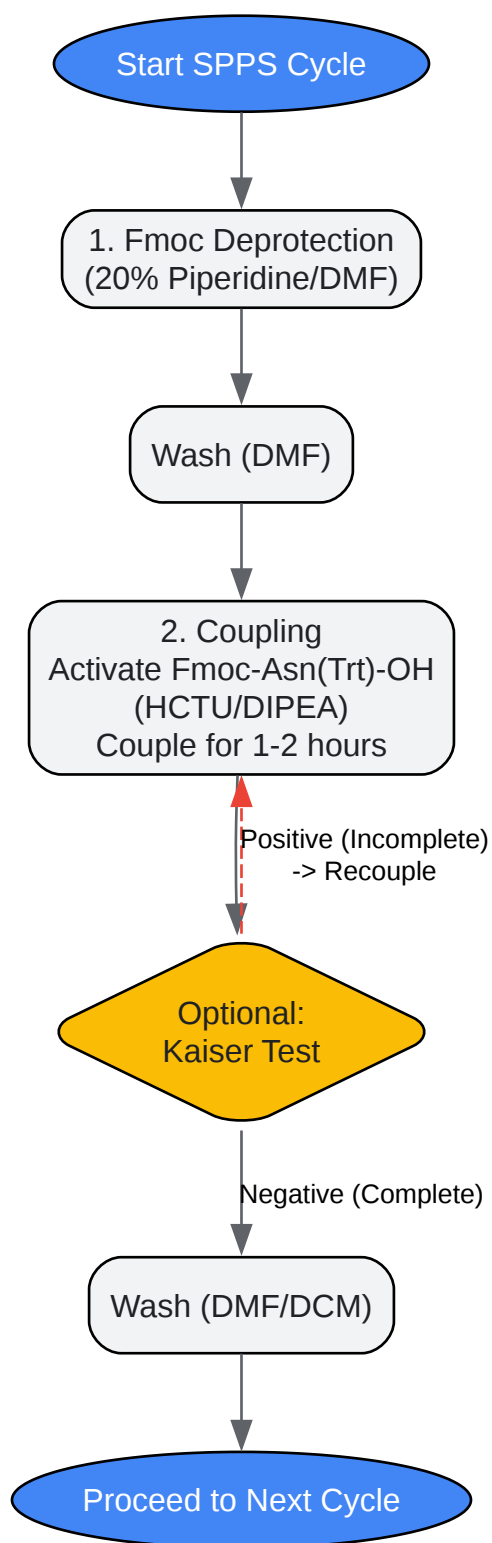 Start SPPS Cycle
1. Fmoc Deprotection
(20% Piperidine/DMF)
Wash (DMF)
2. Coupling
Activate Fmoc-Asn(Trt)-OH
(HCTU/DIPEA)
Couple for 1-2 hours
Positive (Incomplete)
-> Recouple
Optional:
Kaiser Test
Negative (Complete)
Wash (DMF/DCM)
Proceed to Next Cycle